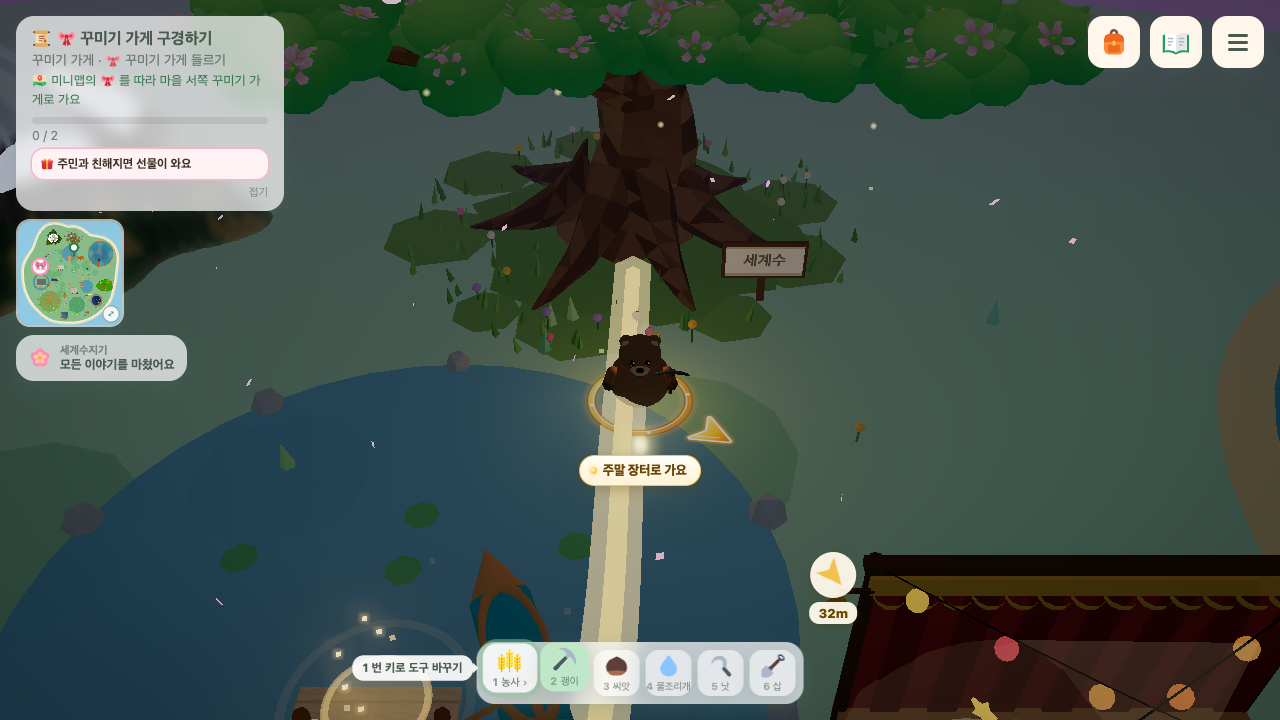 꾸미기 가게 구경하기
꾸미기 가게 · 꾸미기 가게 들르기
미니맵의 를 따라 마을 서쪽 꾸미기 가
게로 가요
0 / 2
주민과 친해지면 선물이 와요
접기
세계수지기
모든 이야기를 마쳤어요
세계수
주말 장터로 가요
32m
1 번 키로 도구 바꾸기
1 농사 ›
2 괭이
3 씨앗
4 물조리개
5 낫
6 삽